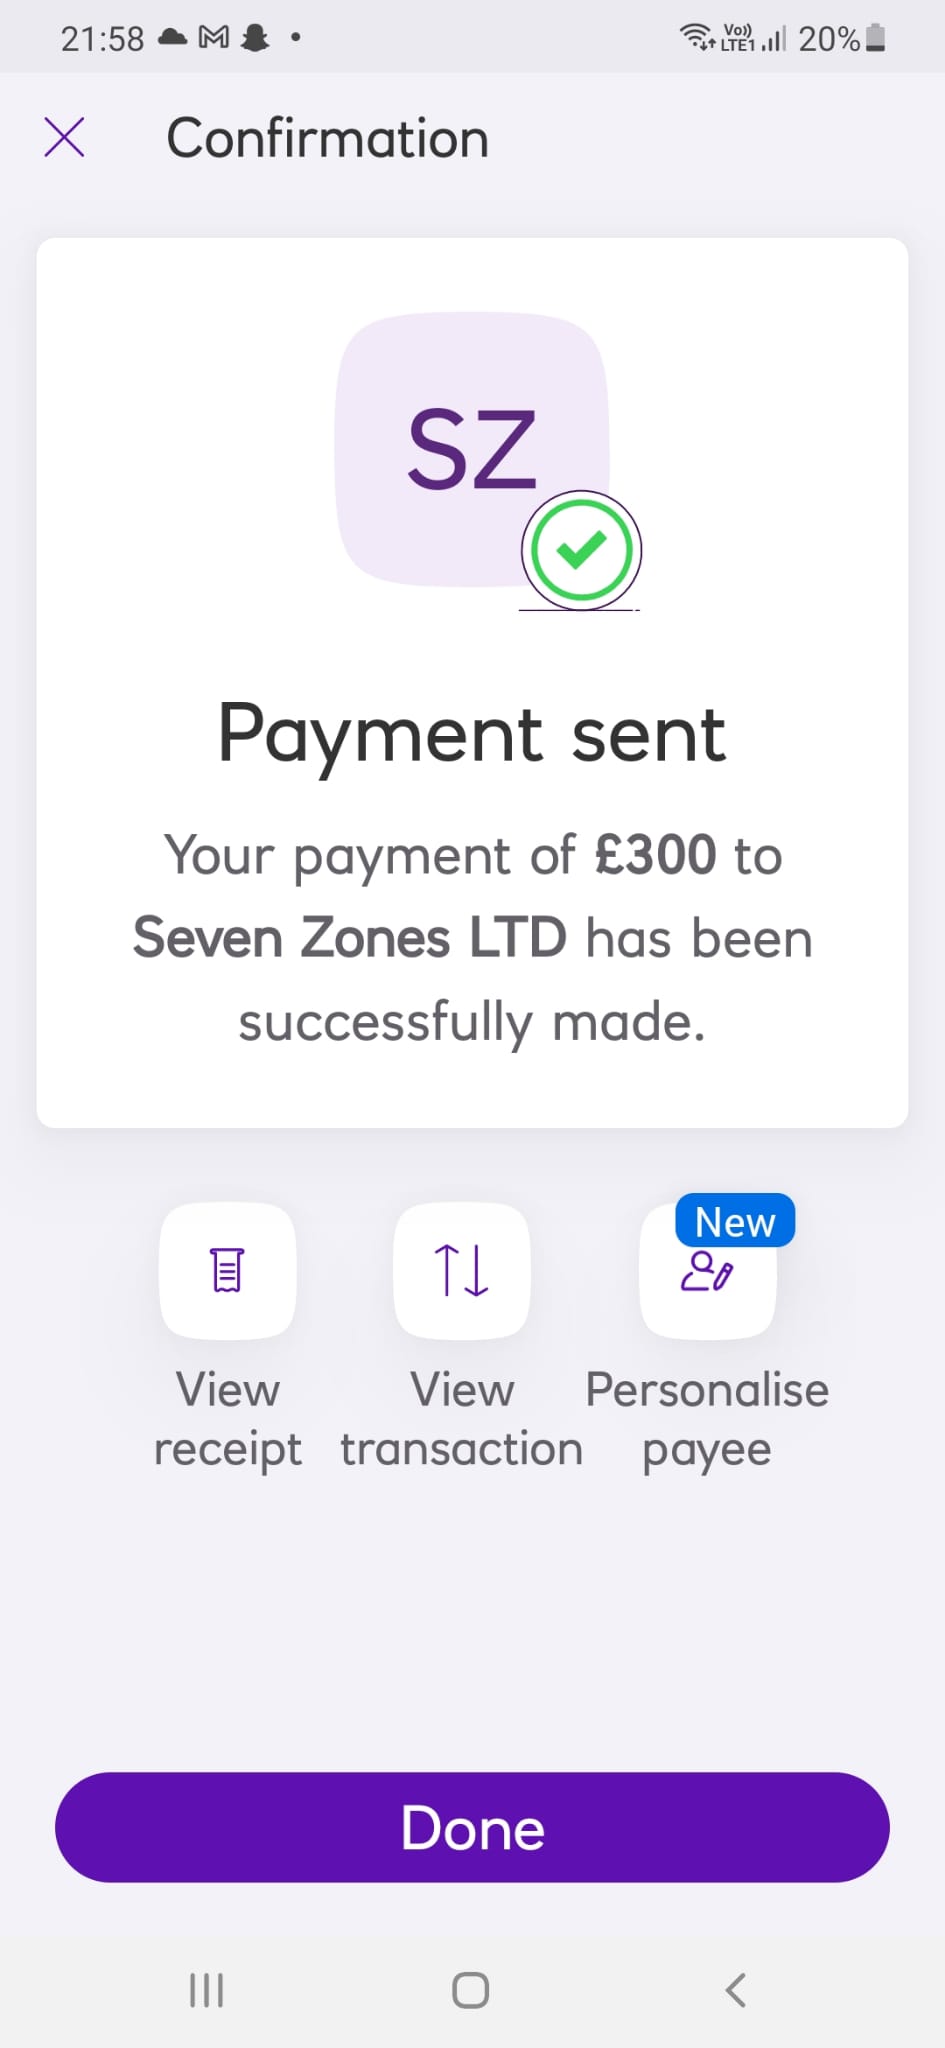 21:58
Vo))
LTE1
20%
Confirmation
SZ
Payment sent
Your payment of £300 to
Seven Zones LTD has been
successfully made.
New
View
receipt
View
transaction
Personalise
payee
Done